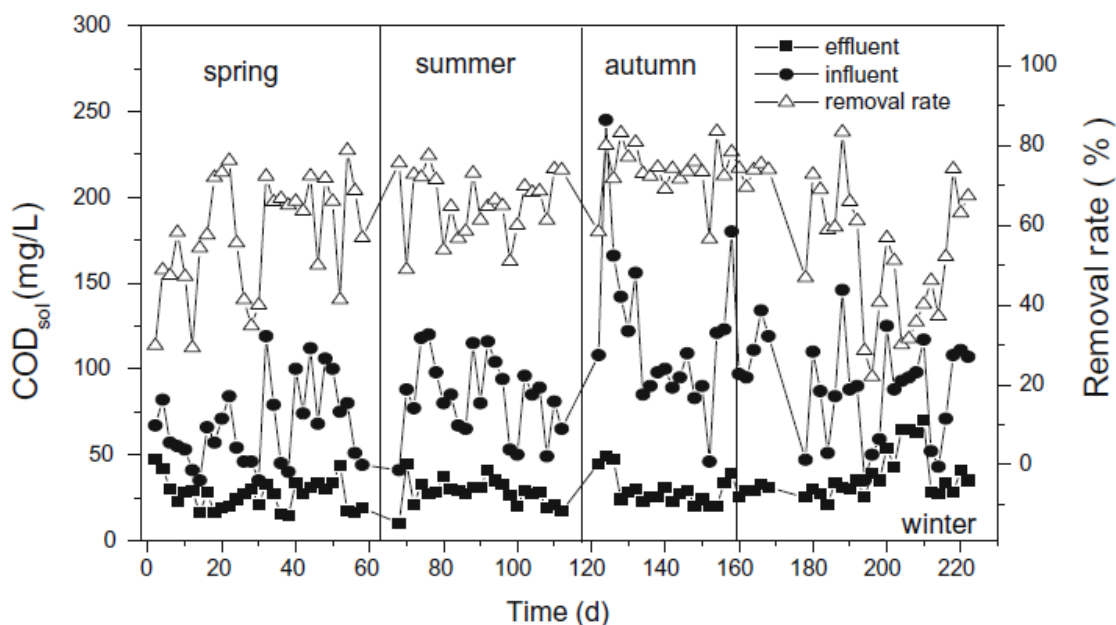 300
250
200
150
100
50
0
CODsol (mg/L)
spring
summer
autumn
winter
effluent
influent
removal rate
100
80
60
40
20
0
Removal rate ( % )
0 20 40 60 80 100 120 140 160 180 200 220
Time (d)